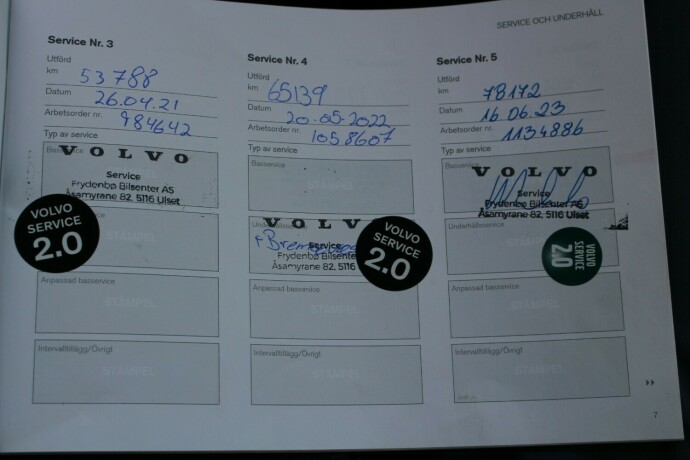 SERVICE OCH UNDERHÅLL
Service Nr. 3
Utförd
km 53788
Datum 26.04.21
Arbetsorder nr. 984642
Typ av service
Basservice
VOLVO
Service
Frydenbø Bilsenter AS
Åsamyrane 82, 5116 Ulset
VOLVO
SERVICE
2.0
STÄMPEL
Anpassad basservice
STÄMPEL
Intervalltillägg/Övrigt
STÄMPEL
Service Nr. 4
Utförd
km 65139
Datum 20-05-2022
Arbetsorder nr. 1058607
Typ av service
Basservice
STÄMPEL
VOLV
Service
Frydenbø Bilsent
Åsamyrane 82, 5116
VOLVO
SERVICE
2.0
Anpassad basservice
STÄMPEL
Intervalltillägg/Övrigt
STÄMPEL
Service Nr. 5
Utförd
km 78172
Datum 16.06.23
Arbetsorder nr. 1134886
Typ av service
Basservice
VOLVO
Service
Frydenbø Bilsenter AS
Åsamyrane 82, 5116 Ulset
Underhållsservice
VOLVO
SERVICE
2.0
Anpassad basservice
STÄMPEL
Intervalltillägg/Övrigt
STÄMPEL
7